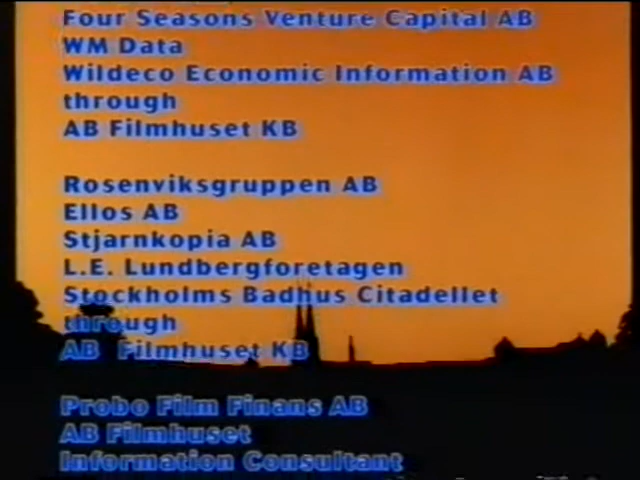 Four Seasons Venture Capital AB
WM Data
Wildeco Economic Information AB
through
AB Filmhuset KB
Rosenviksgruppen AB
Ellos AB
Stjarnkopia AB
L.E. Lundbergforetagen
Stockholms Badhus Citadellet
through
AB Filmhuset KB
Probo Film Finans AB
AB Filmhuset
Information Consultant